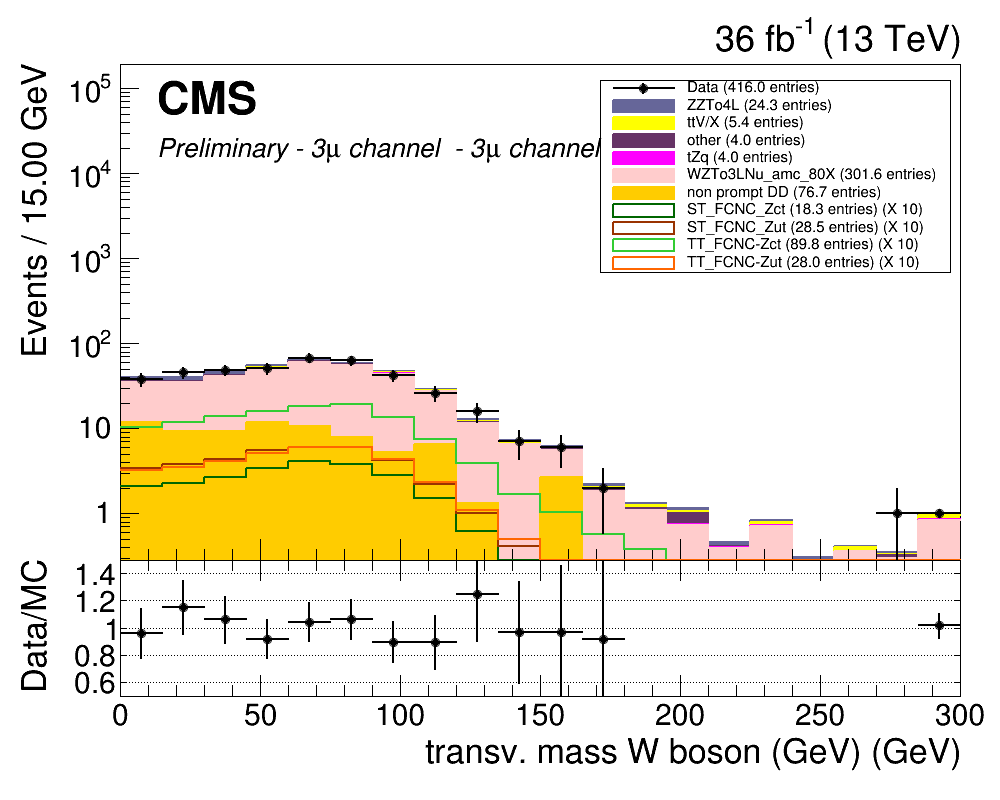 36 fb-1 (13 TeV)
CMS
Preliminary - 3μ channel - 3μ channel
Data (416.0 entries)
ZZTo4L (24.3 entries)
ttV/X (5.4 entries)
other (4.0 entries)
tZq (4.0 entries)
WZTo3LNu_amc_80X (301.6 entries)
non prompt DD (76.7 entries)
ST_FCNC_Zct (18.3 entries) (X 10)
ST_FCNC_Zut (28.5 entries) (X 10)
TT_FCNC-Zct (89.8 entries) (X 10)
TT_FCNC-Zut (28.0 entries) (X 10)
Events / 15.00 GeV
10^5
10^4
10^3
10^2
10
1
Data/MC
1.4
1.2
1
0.8
0.6
0 50 100 150 200 250 300
transv. mass W boson (GeV) (GeV)